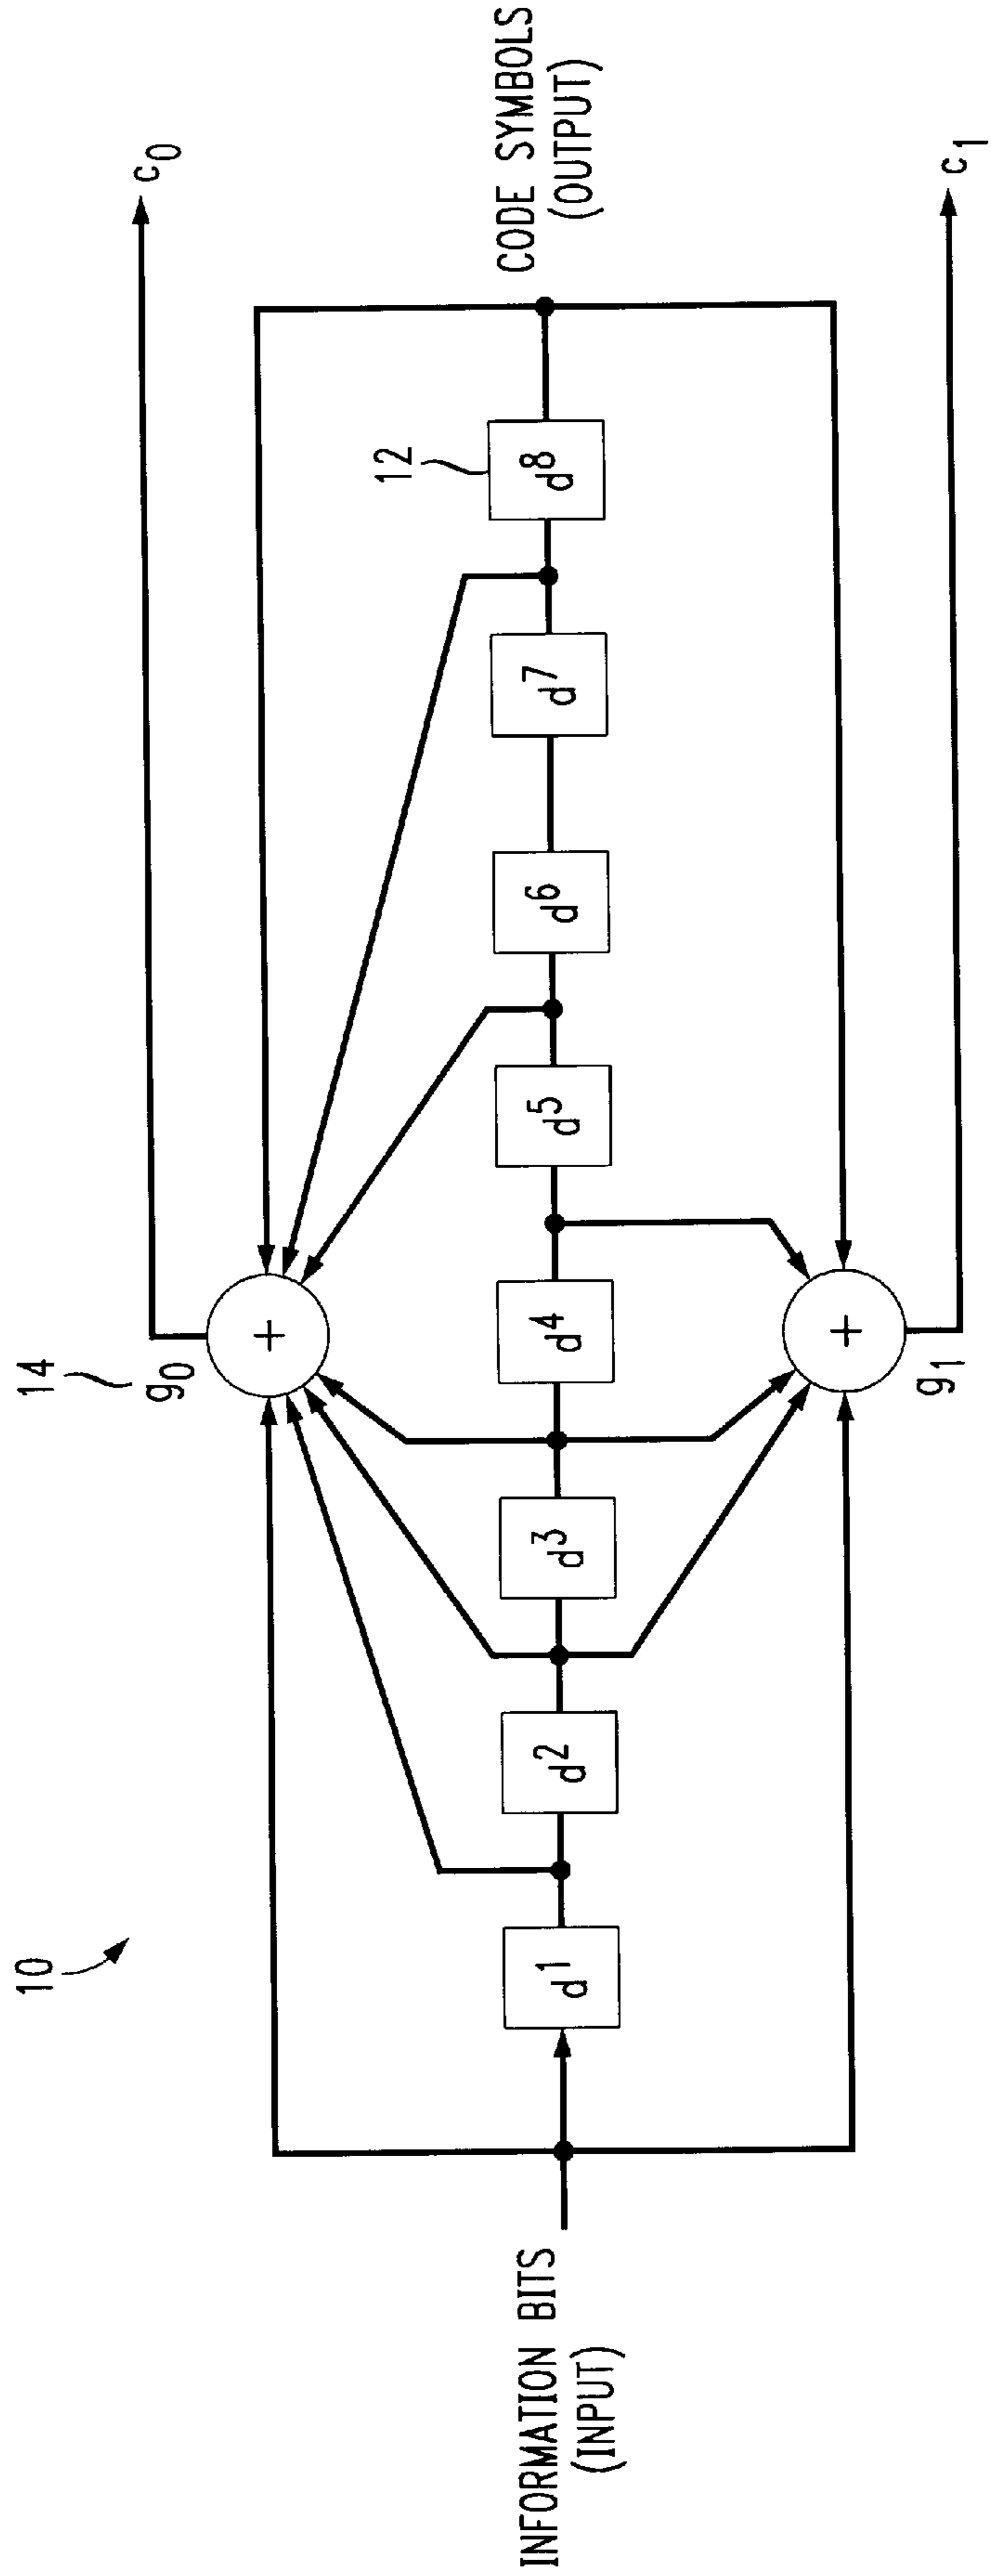 10
14
g0
c0
12
INFORMATION BITS
(INPUT)
d1
d2
d3
d4
d5
d6
d7
d8
CODE SYMBOLS
(OUTPUT)
+
+
g1
c1